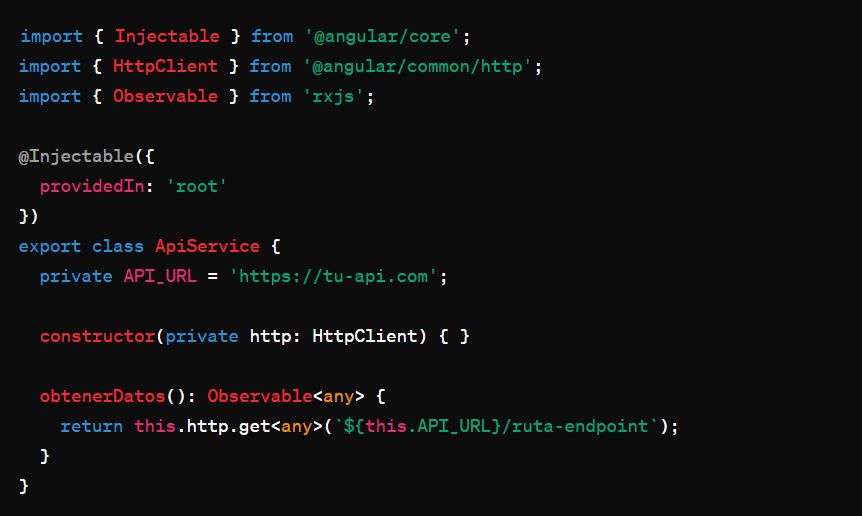 import { Injectable } from '@angular/core';
import { HttpClient } from '@angular/common/http';
import { Observable } from 'rxjs';

@Injectable({
  providedIn: 'root'
})
export class ApiService {
  private API_URL = 'https://tu-api.com';

  constructor(private http: HttpClient) { }

  obtenerDatos(): Observable<any> {
    return this.http.get<any>(`${this.API_URL}/ruta-endpoint`);
  }
}